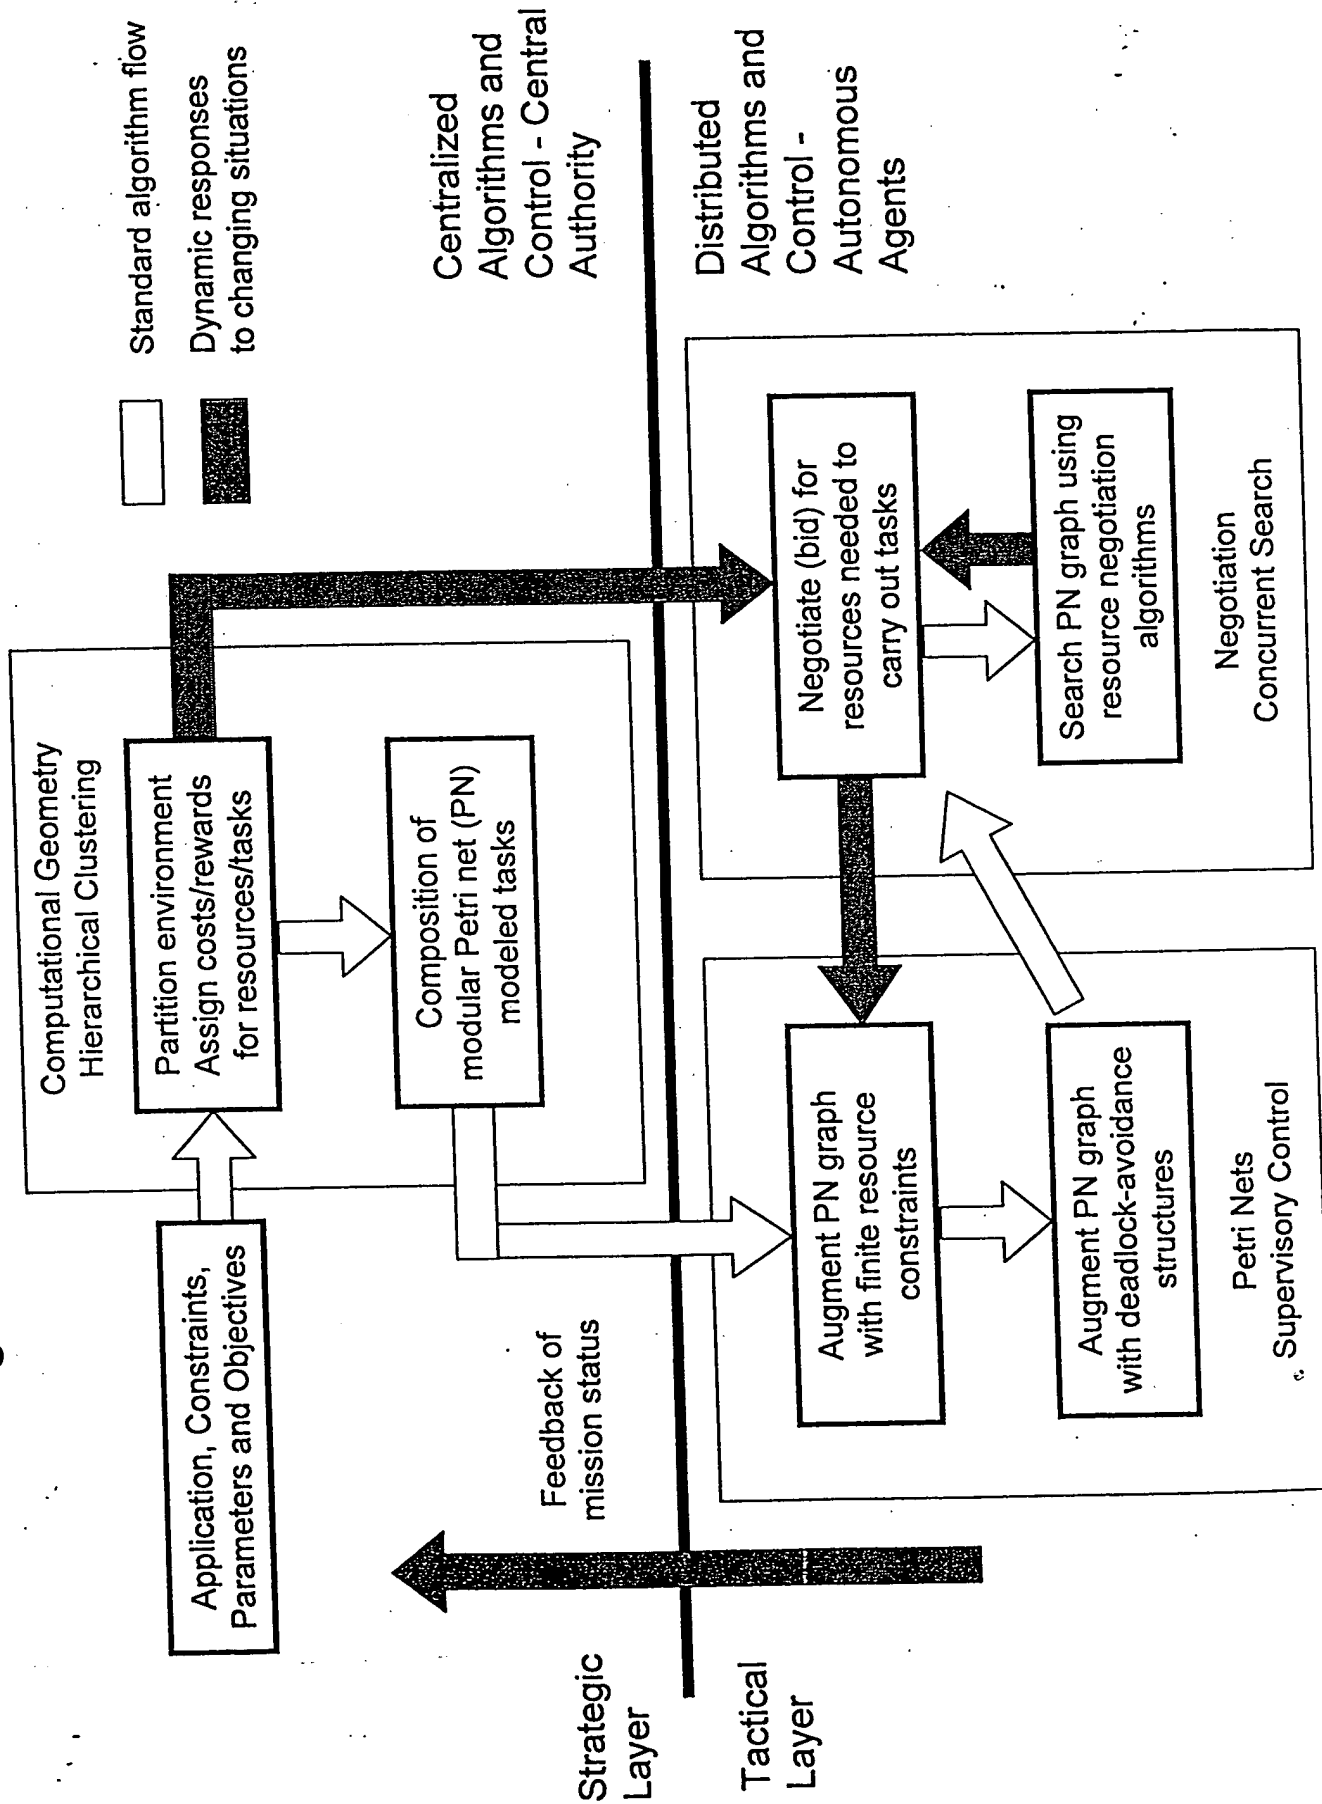 Standard algorithm flow
Dynamic responses
to changing situations
Computational Geometry
Hierarchical Clustering
Application, Constraints,
Parameters and Objectives
Partition environment
Assign costs/rewards
for resources/tasks
Composition of
modular Petri net (PN)
modeled tasks
Centralized
Algorithms and
Control - Central
Authority
Feedback of
mission status
Strategic
Layer
Tactical
Layer
Distributed
Algorithms and
Control -
Autonomous
Agents
Augment PN graph
with finite resource
constraints
Augment PN graph
with deadlock-avoidance
structures
Petri Nets
Supervisory Control
Negotiate (bid) for
resources needed to
carry out tasks
Search PN graph using
resource negotiation
algorithms
Negotiation
Concurrent Search